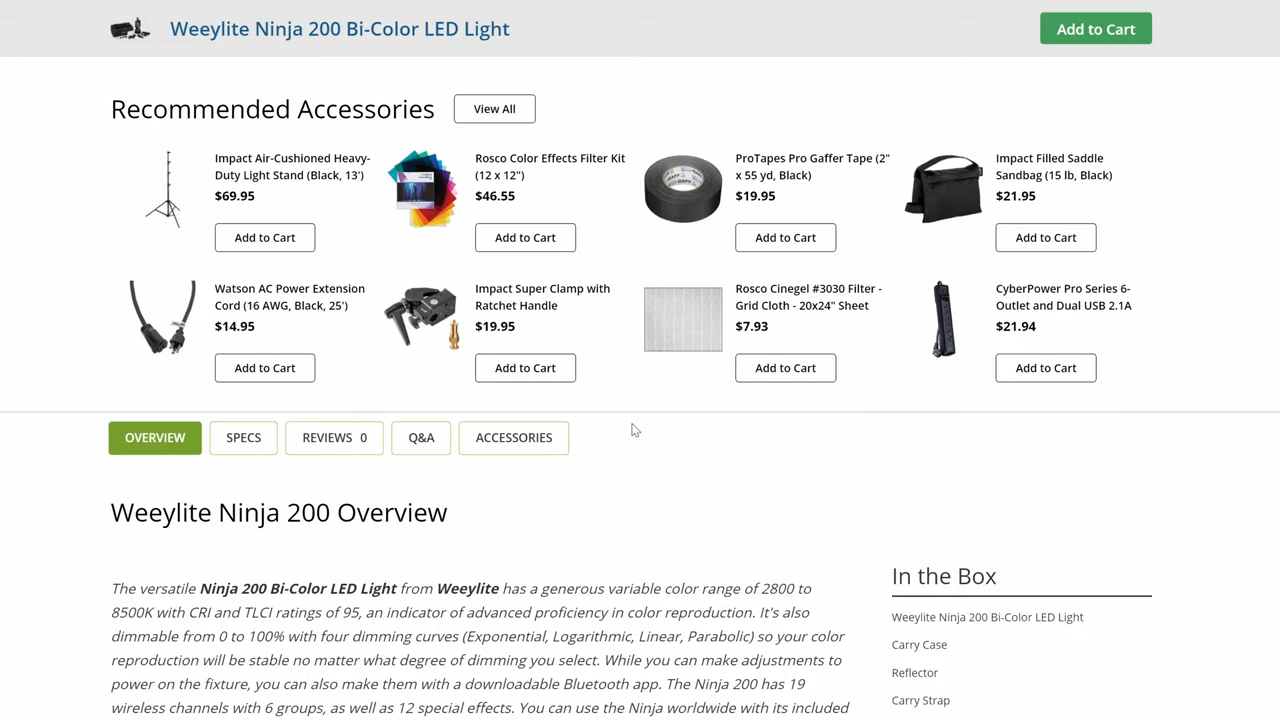 Weeylite Ninja 200 Bi-Color LED Light
Add to Cart
Recommended Accessories
View All
Impact Air-Cushioned Heavy-
Duty Light Stand (Black, 13')
$69.95
Add to Cart
Rosco Color Effects Filter Kit
(12 x 12")
$46.55
Add to Cart
ProTapes Pro Gaffer Tape (2"
x 55 yd, Black)
$19.95
Add to Cart
Impact Filled Saddle
Sandbag (15 lb, Black)
$21.95
Add to Cart
Watson AC Power Extension
Cord (16 AWG, Black, 25')
$14.95
Add to Cart
Impact Super Clamp with
Ratchet Handle
$19.95
Add to Cart
Rosco Cinegel #3030 Filter -
Grid Cloth - 20x24" Sheet
$7.93
Add to Cart
CyberPower Pro Series 6-
Outlet and Dual USB 2.1A
$21.94
Add to Cart
OVERVIEW
SPECS
REVIEWS 0
Q&A
ACCESSORIES
Weeylite Ninja 200 Overview
The versatile Ninja 200 Bi-Color LED Light from Weeylite has a generous variable color range of 2800 to
8500K with CRI and TLCI ratings of 95, an indicator of advanced proficiency in color reproduction. It's also
dimmable from 0 to 100% with four dimming curves (Exponential, Logarithmic, Linear, Parabolic) so your color
reproduction will be stable no matter what degree of dimming you select. While you can make adjustments to
power on the fixture, you can also make them with a downloadable Bluetooth app. The Ninja 200 has 19
wireless channels with 6 groups, as well as 12 special effects. You can use the Ninja worldwide with its included
In the Box
Weeylite Ninja 200 Bi-Color LED Light
Carry Case
Reflector
Carry Strap